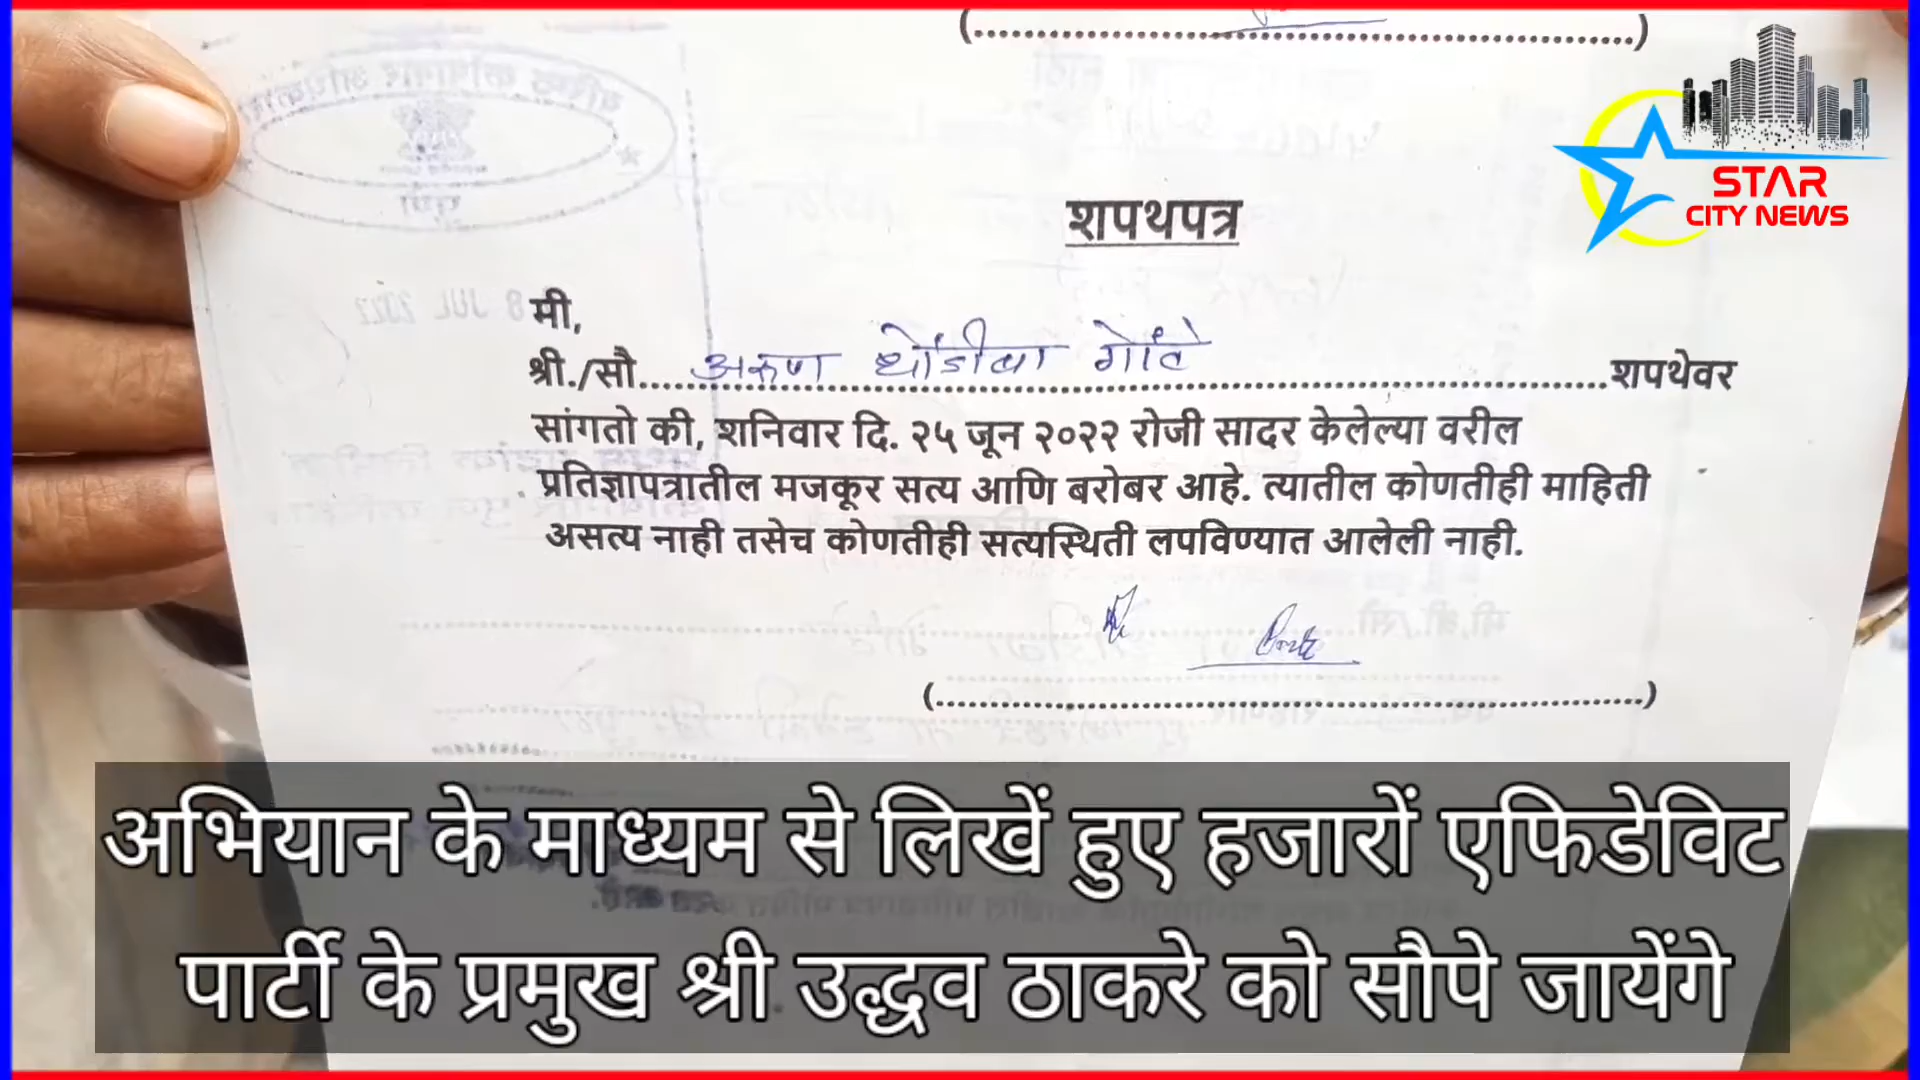 (........................................)
STAR
CITY NEWS
शपथपत्र
मी,
श्री./सौ.....अरुण धोंडीबा गोंटे.....शपथेवर
सांगतो की, शनिवार दि. २५ जून २०२२ रोजी सादर केलेल्या वरील
प्रतिज्ञापत्रातील मजकूर सत्य आणि बरोबर आहे. त्यातील कोणतीही माहिती
असत्य नाही तसेच कोणतीही सत्यस्थिती लपविण्यात आलेली नाही.
(........................................)
अभियान के माध्यम से लिखें हुए हजारों एफिडेविट
पार्टी के प्रमुख श्री उद्धव ठाकरे को सौपे जायेंगे